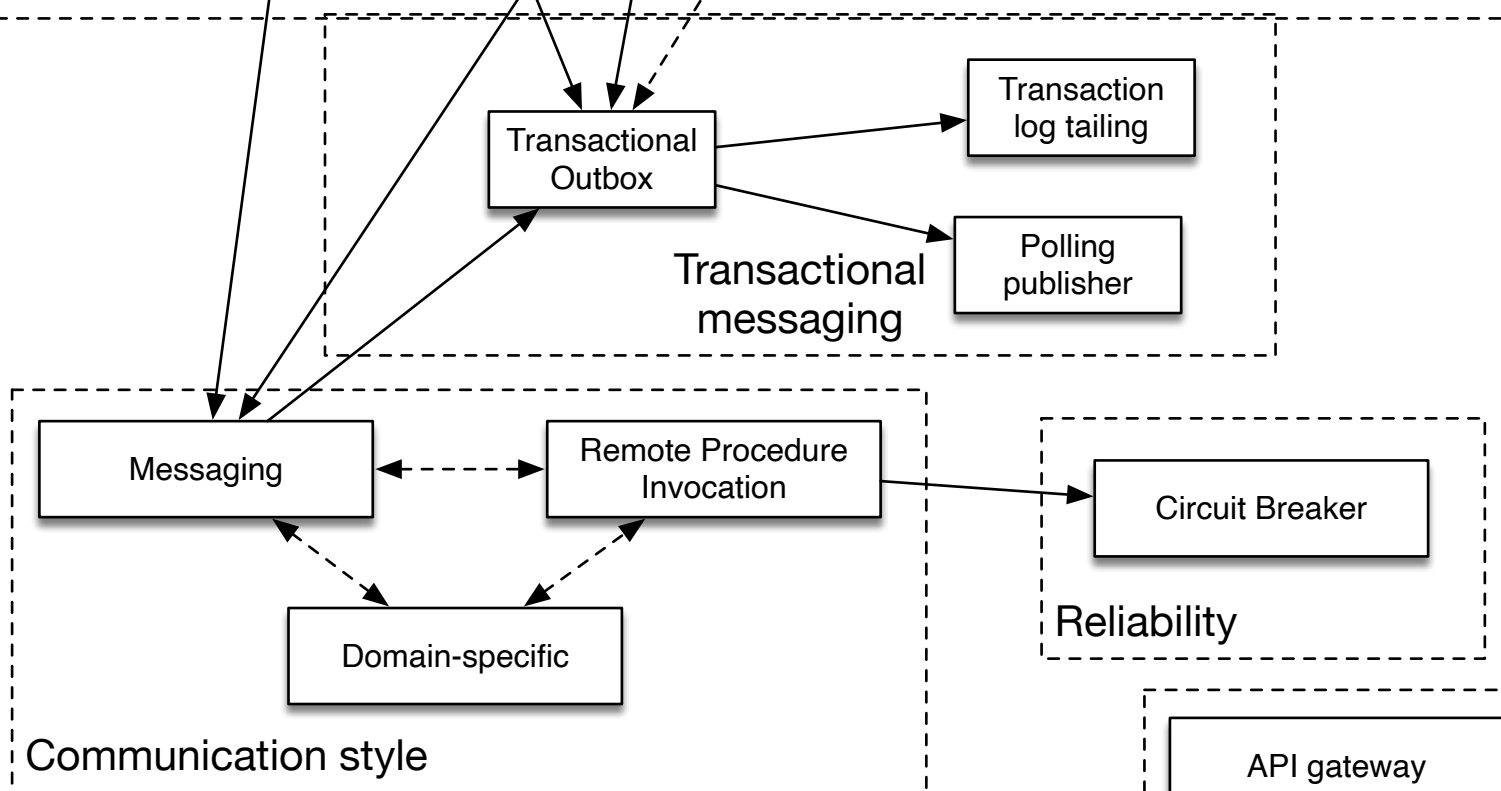 Transaction
log tailing
Transactional
Outbox
Polling
publisher
Transactional
messaging
Messaging
Remote Procedure
Invocation
Circuit Breaker
Reliability
Domain-specific
Communication style
API gateway